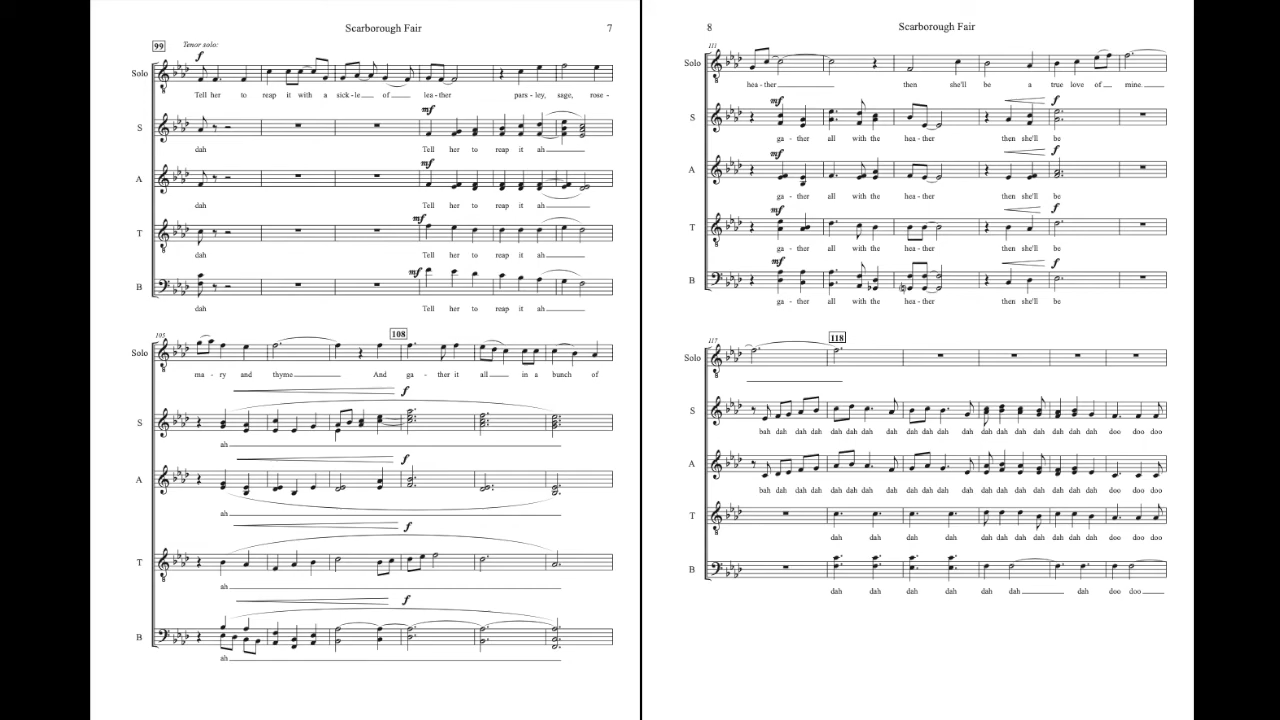 Scarborough Fair 7
99 Tenor solo:
f
Solo
Tell her to reap it with a sick - le of lea - ther pars - ley, sage, rose -
mf
S
dah Tell her to reap it ah
mf
A
dah Tell her to reap it ah
mf
T
dah Tell her to reap it ah
mf
B
dah Tell her to reap it ah
105 108
Solo
ma - ry and thyme And ga - ther it all in a bunch of
f
S
ah
f
A
ah
f
T
ah
f
B
ah
8 Scarborough Fair
111
Solo
hea - ther then she'll be a true love of mine
mf f
S
ga - ther all with the hea - ther then she'll be
mf f
A
ga - ther all with the hea - ther then she'll be
mf f
T
ga - ther all with the hea - ther then she'll be
mf f
B
ga - ther all with the hea - ther then she'll be
117 118
Solo
S
bah dah dah dah dah dah dah dah dah dah dah dah dah dah dah dah dah dah dah doo doo doo
A
bah dah dah dah dah dah dah dah dah dah dah dah dah dah dah dah dah dah dah doo doo doo
T
dah dah dah dah dah dah dah dah dah dah dah doo doo doo
B
dah dah dah dah dah dah dah doo doo